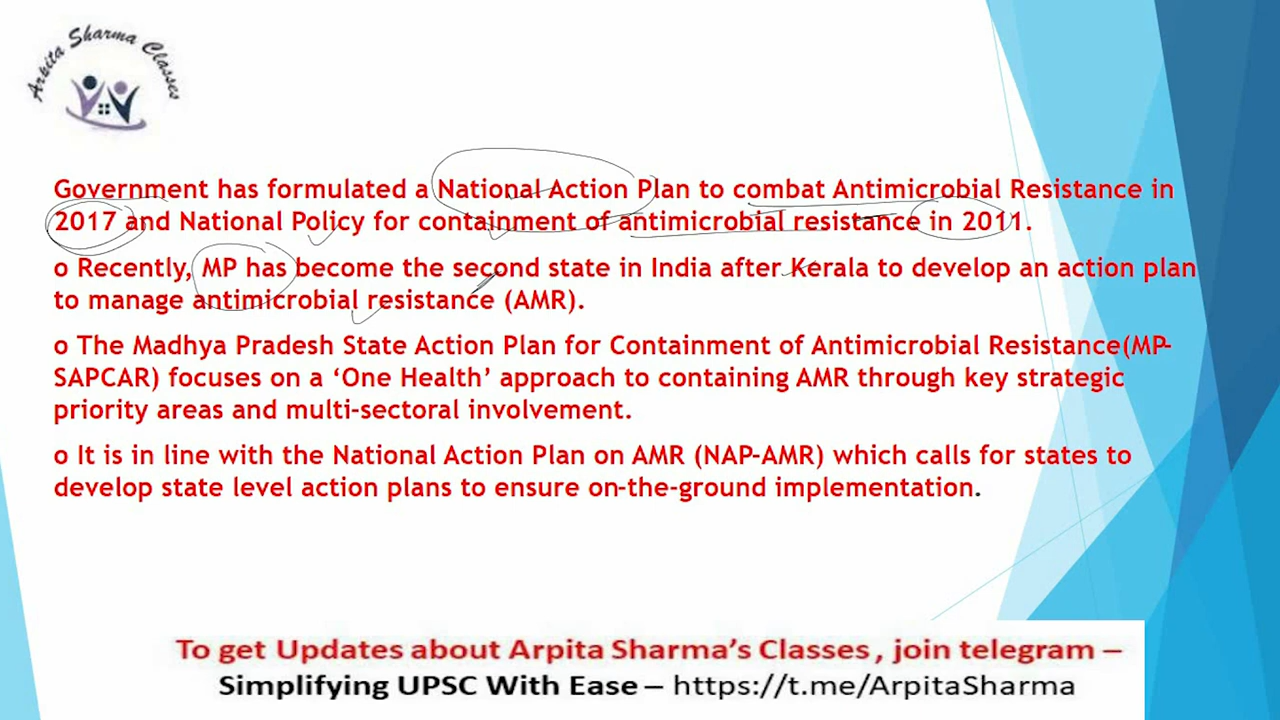 Arpita Sharma Classes
Government has formulated a National Action Plan to combat Antimicrobial Resistance in
2017 and National Policy for containment of antimicrobial resistance in 2011.
o Recently, MP has become the second state in India after Kerala to develop an action plan
to manage antimicrobial resistance (AMR).
o The Madhya Pradesh State Action Plan for Containment of Antimicrobial Resistance(MP-
SAPCAR) focuses on a ‘One Health’ approach to containing AMR through key strategic
priority areas and multi-sectoral involvement.
o It is in line with the National Action Plan on AMR (NAP-AMR) which calls for states to
develop state level action plans to ensure on-the-ground implementation.
To get Updates about Arpita Sharma’s Classes , join telegram –
Simplifying UPSC With Ease – https://t.me/ArpitaSharma